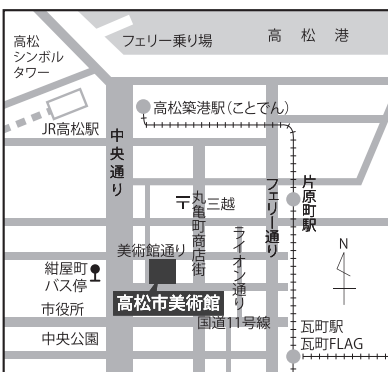 高松
シンボル
タワー
フェリー乗り場
高松港
高松築港駅(ことでん)
JR高松駅
中央通り
片原町駅
フェリー通り
〒
三越
丸亀町商店街
ライオン通り
美術館通り
N
紺屋町
バス停
高松市美術館
市役所
国道11号線
中央公園
瓦町駅
瓦町FLAG